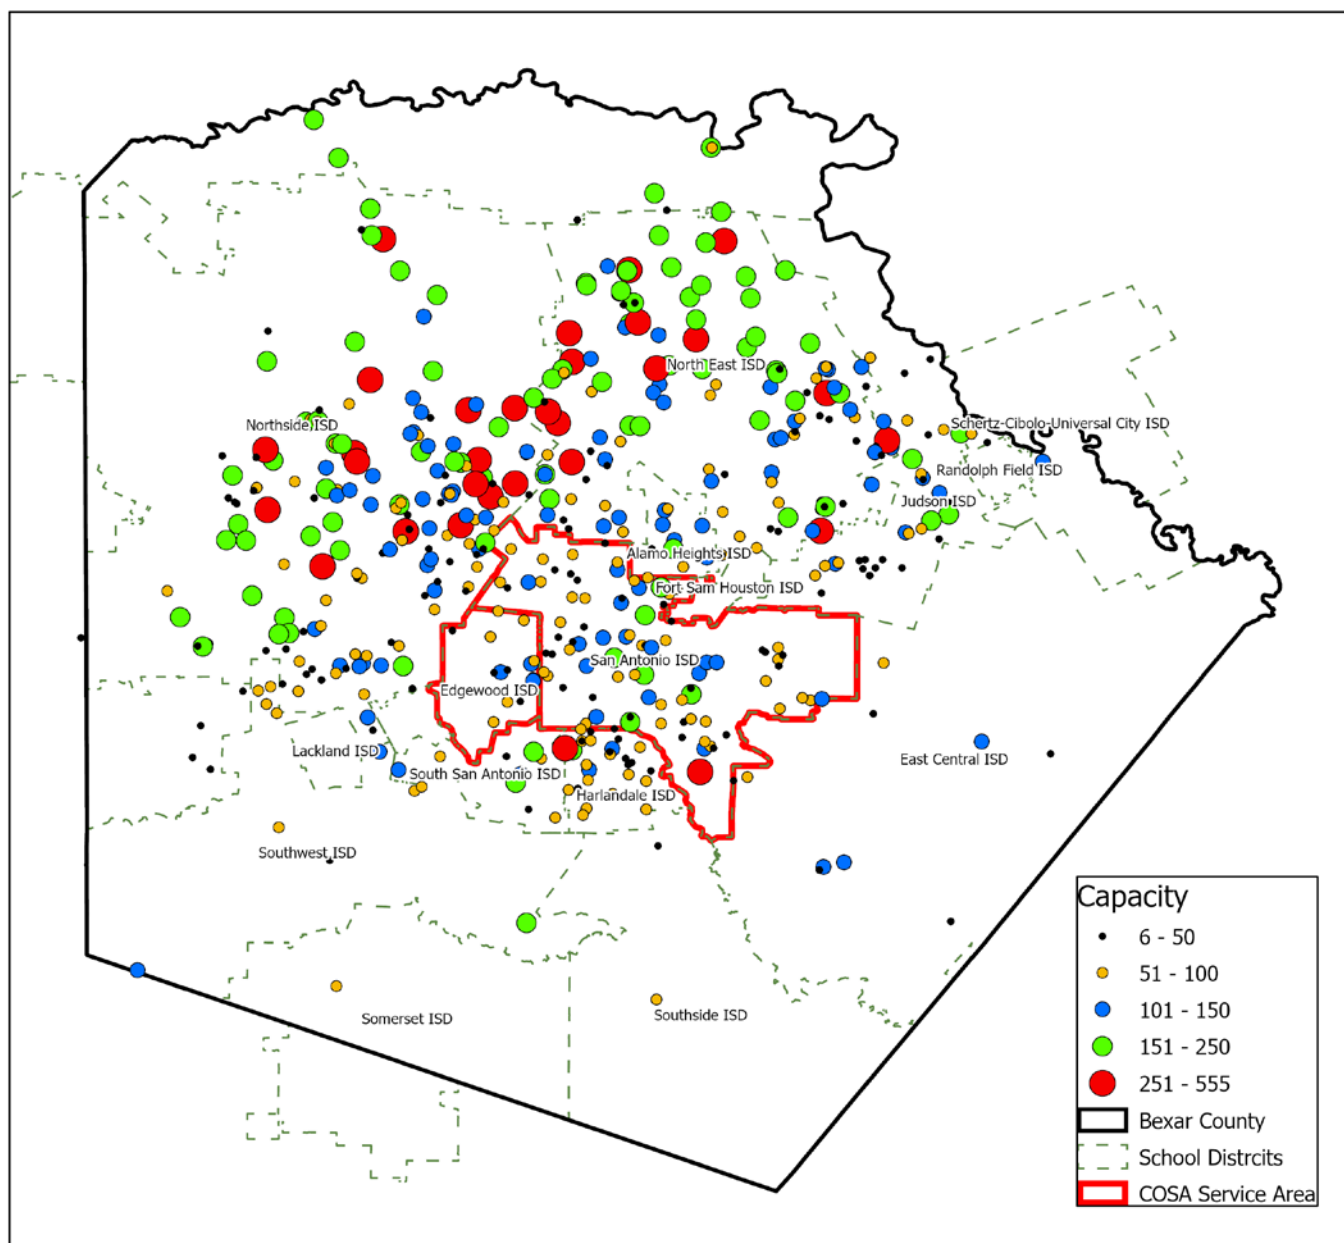 North East ISD
Northside ISD
Schertz-Cibolo-Universal City ISD
Randolph Field ISD
Judson ISD
Alamo Heights ISD
Fort Sam Houston ISD
San Antonio ISD
Edgewood ISD
Lackland ISD
East Central ISD
South San Antonio ISD
Harlandale ISD
Southwest ISD
Somerset ISD
Southside ISD
Capacity
6 - 50
51 - 100
101 - 150
151 - 250
251 - 555
Bexar County
School Distrcits
COSA Service Area